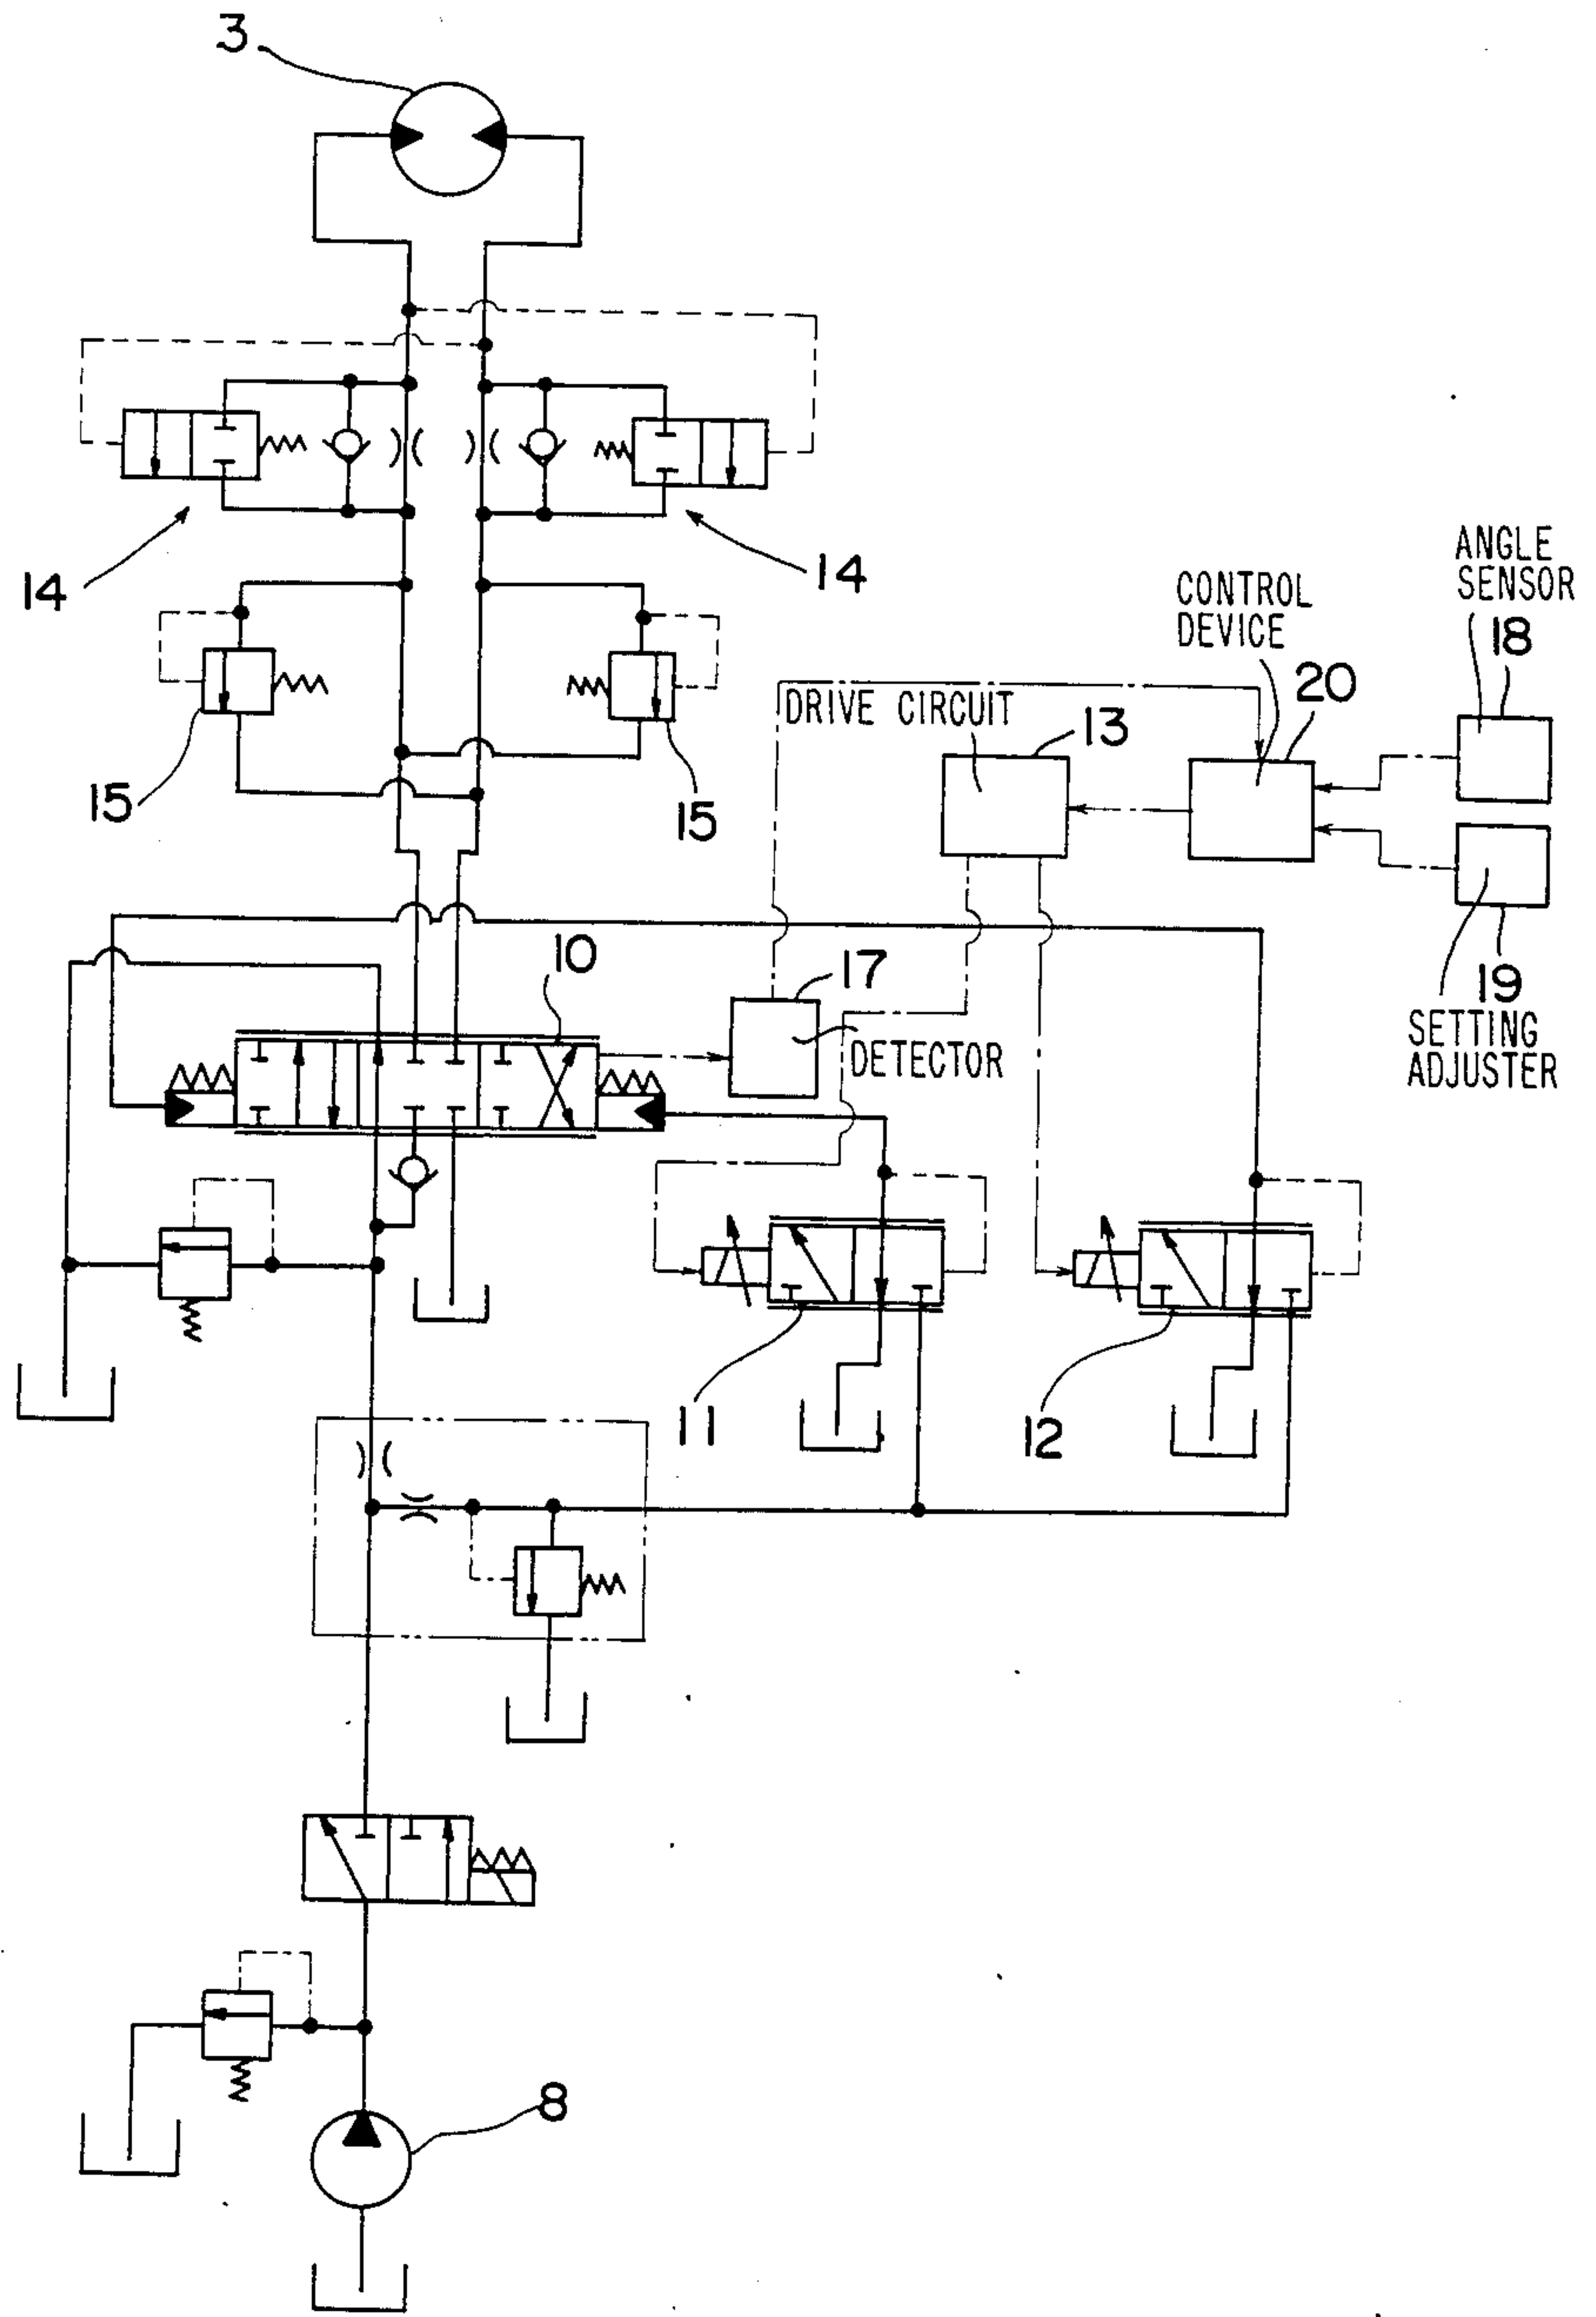 3
14
14
ANGLE
SENSOR
18
CONTROL
DEVICE
20
DRIVE CIRCUIT
13
15
15
10
17
DETECTOR
19
SETTING
ADJUSTER
11
12
8